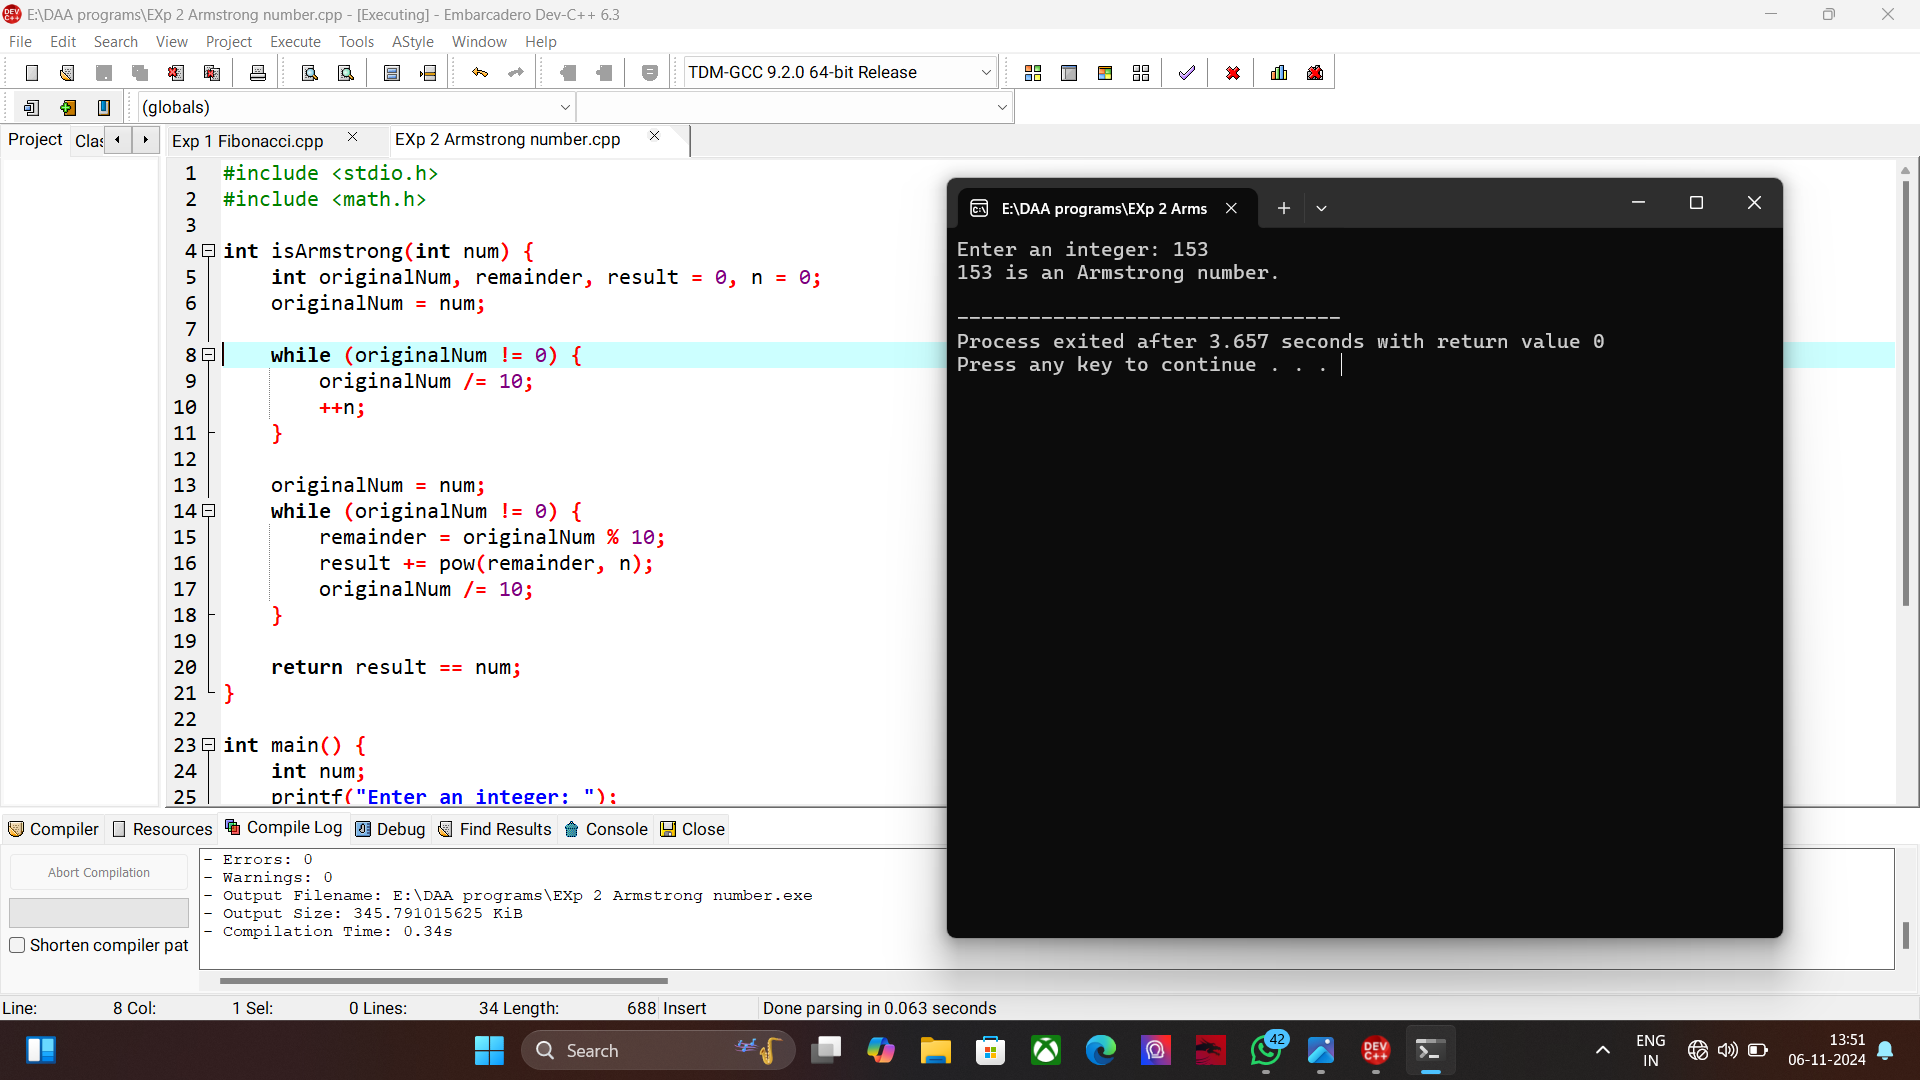 E:\DAA programs\EXp 2 Armstrong number.cpp - [Executing] - Embarcadero Dev-C++ 6.3
File Edit Search View Project Execute Tools AStyle Window Help
TDM-GCC 9.2.0 64-bit Release
(globals)
Project Clas Exp 1 Fibonacci.cpp EXp 2 Armstrong number.cpp
1 #include <stdio.h>
2 #include <math.h>
3
4 int isArmstrong(int num) {
5 int originalNum, remainder, result = 0, n = 0;
6 originalNum = num;
7
8 while (originalNum != 0) {
9 originalNum /= 10;
10 ++n;
11 }
12
13 originalNum = num;
14 while (originalNum != 0) {
15 remainder = originalNum % 10;
16 result += pow(remainder, n);
17 originalNum /= 10;
18 }
19
20 return result == num;
21 }
22
23 int main() {
24 int num;
25 printf("Enter an integer: ");
E:\DAA programs\EXp 2 Arms
Enter an integer: 153
153 is an Armstrong number.
--------------------------------
Process exited after 3.657 seconds with return value 0
Press any key to continue . . .
Compiler Resources Compile Log Debug Find Results Console Close
Abort Compilation
Shorten compiler pat
- Errors: 0
- Warnings: 0
- Output Filename: E:\DAA programs\EXp 2 Armstrong number.exe
- Output Size: 345.791015625 KiB
- Compilation Time: 0.34s
Line: 8 Col: 1 Sel: 0 Lines: 34 Length: 688 Insert Done parsing in 0.063 seconds
Search
42
DEV C++
ENG
IN
13:51
06-11-2024